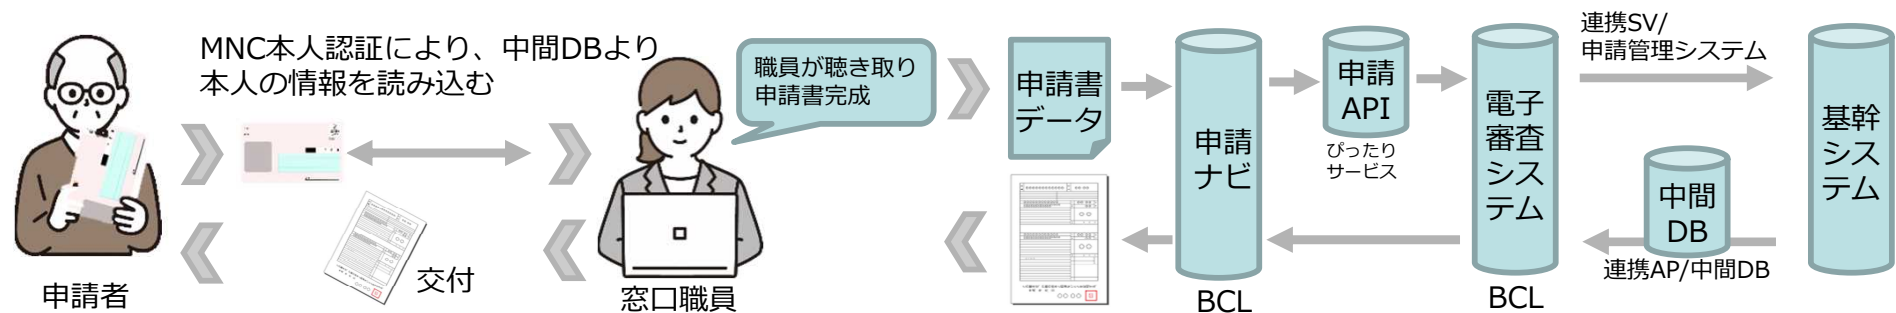 MNC本人認証により、中間DBより
本人の情報を読み込む
申請者
交付
職員が聴き取り
申請書完成
窓口職員
申請書
データ
申請
ナビ
BCL
申請
API
ぴったり
サービス
電子
審査
シス
テム
BCL
連携SV/
申請管理システム
中間
DB
連携AP/中間DB
基幹
シス
テム